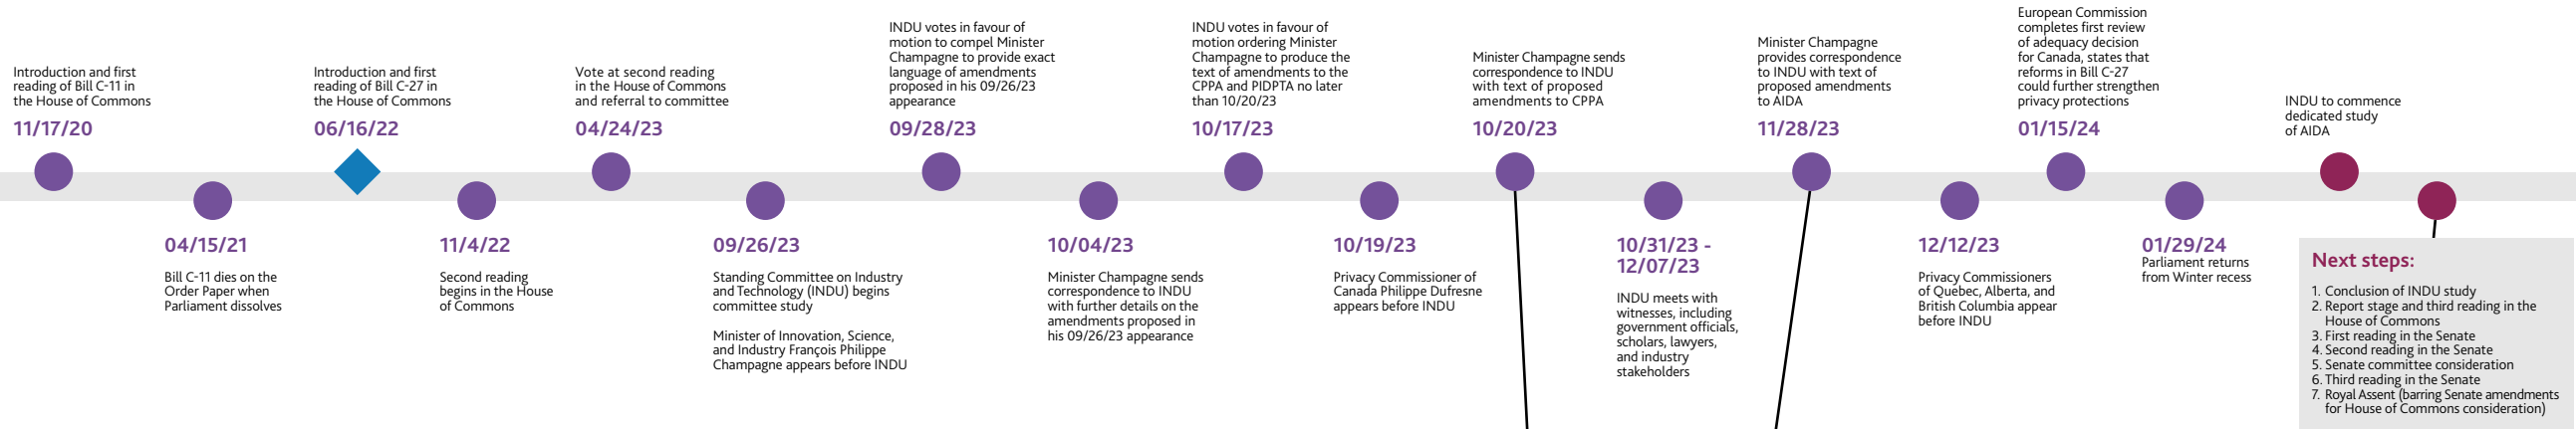 Introduction and first
reading of Bill C-11 in
the House of Commons
11/17/20
04/15/21
Bill C-11 dies on the
Order Paper when
Parliament dissolves
Introduction and first
reading of Bill C-27 in
the House of Commons
06/16/22
11/4/22
Second reading
begins in the House
of Commons
Vote at second reading
in the House of Commons
and referral to committee
04/24/23
09/26/23
Standing Committee on Industry
and Technology (INDU) begins
committee study
Minister of Innovation, Science,
and Industry François Philippe
Champagne appears before INDU
INDU votes in favour of
motion to compel Minister
Champagne to provide exact
language of amendments
proposed in his 09/26/23
appearance
09/28/23
10/04/23
Minister Champagne sends
correspondence to INDU
with further details on the
amendments proposed in
his 09/26/23 appearance
INDU votes in favour of
motion ordering Minister
Champagne to produce the
text of amendments to the
CPPA and PIDPTA no later
than 10/20/23
10/17/23
10/19/23
Privacy Commissioner of
Canada Philippe Dufresne
appears before INDU
Minister Champagne sends
correspondence to INDU
with text of proposed
amendments to CPPA
10/20/23
10/31/23 -
12/07/23
INDU meets with
witnesses, including
government officials,
scholars, lawyers,
and industry
stakeholders
Minister Champagne
provides correspondence
to INDU with text of
proposed amendments
to AIDA
11/28/23
12/12/23
Privacy Commissioners
of Quebec, Alberta, and
British Columbia appear
before INDU
European Commission
completes first review
of adequacy decision
for Canada, states that
reforms in Bill C-27
could further strengthen
privacy protections
01/15/24
01/29/24
Parliament returns
from Winter recess
INDU to commence
dedicated study
of AIDA
Next steps:
1. Conclusion of INDU study
2. Report stage and third reading in the
House of Commons
3. First reading in the Senate
4. Second reading in the Senate
5. Senate committee consideration
6. Third reading in the Senate
7. Royal Assent (barring Senate amendments
for House of Commons consideration)